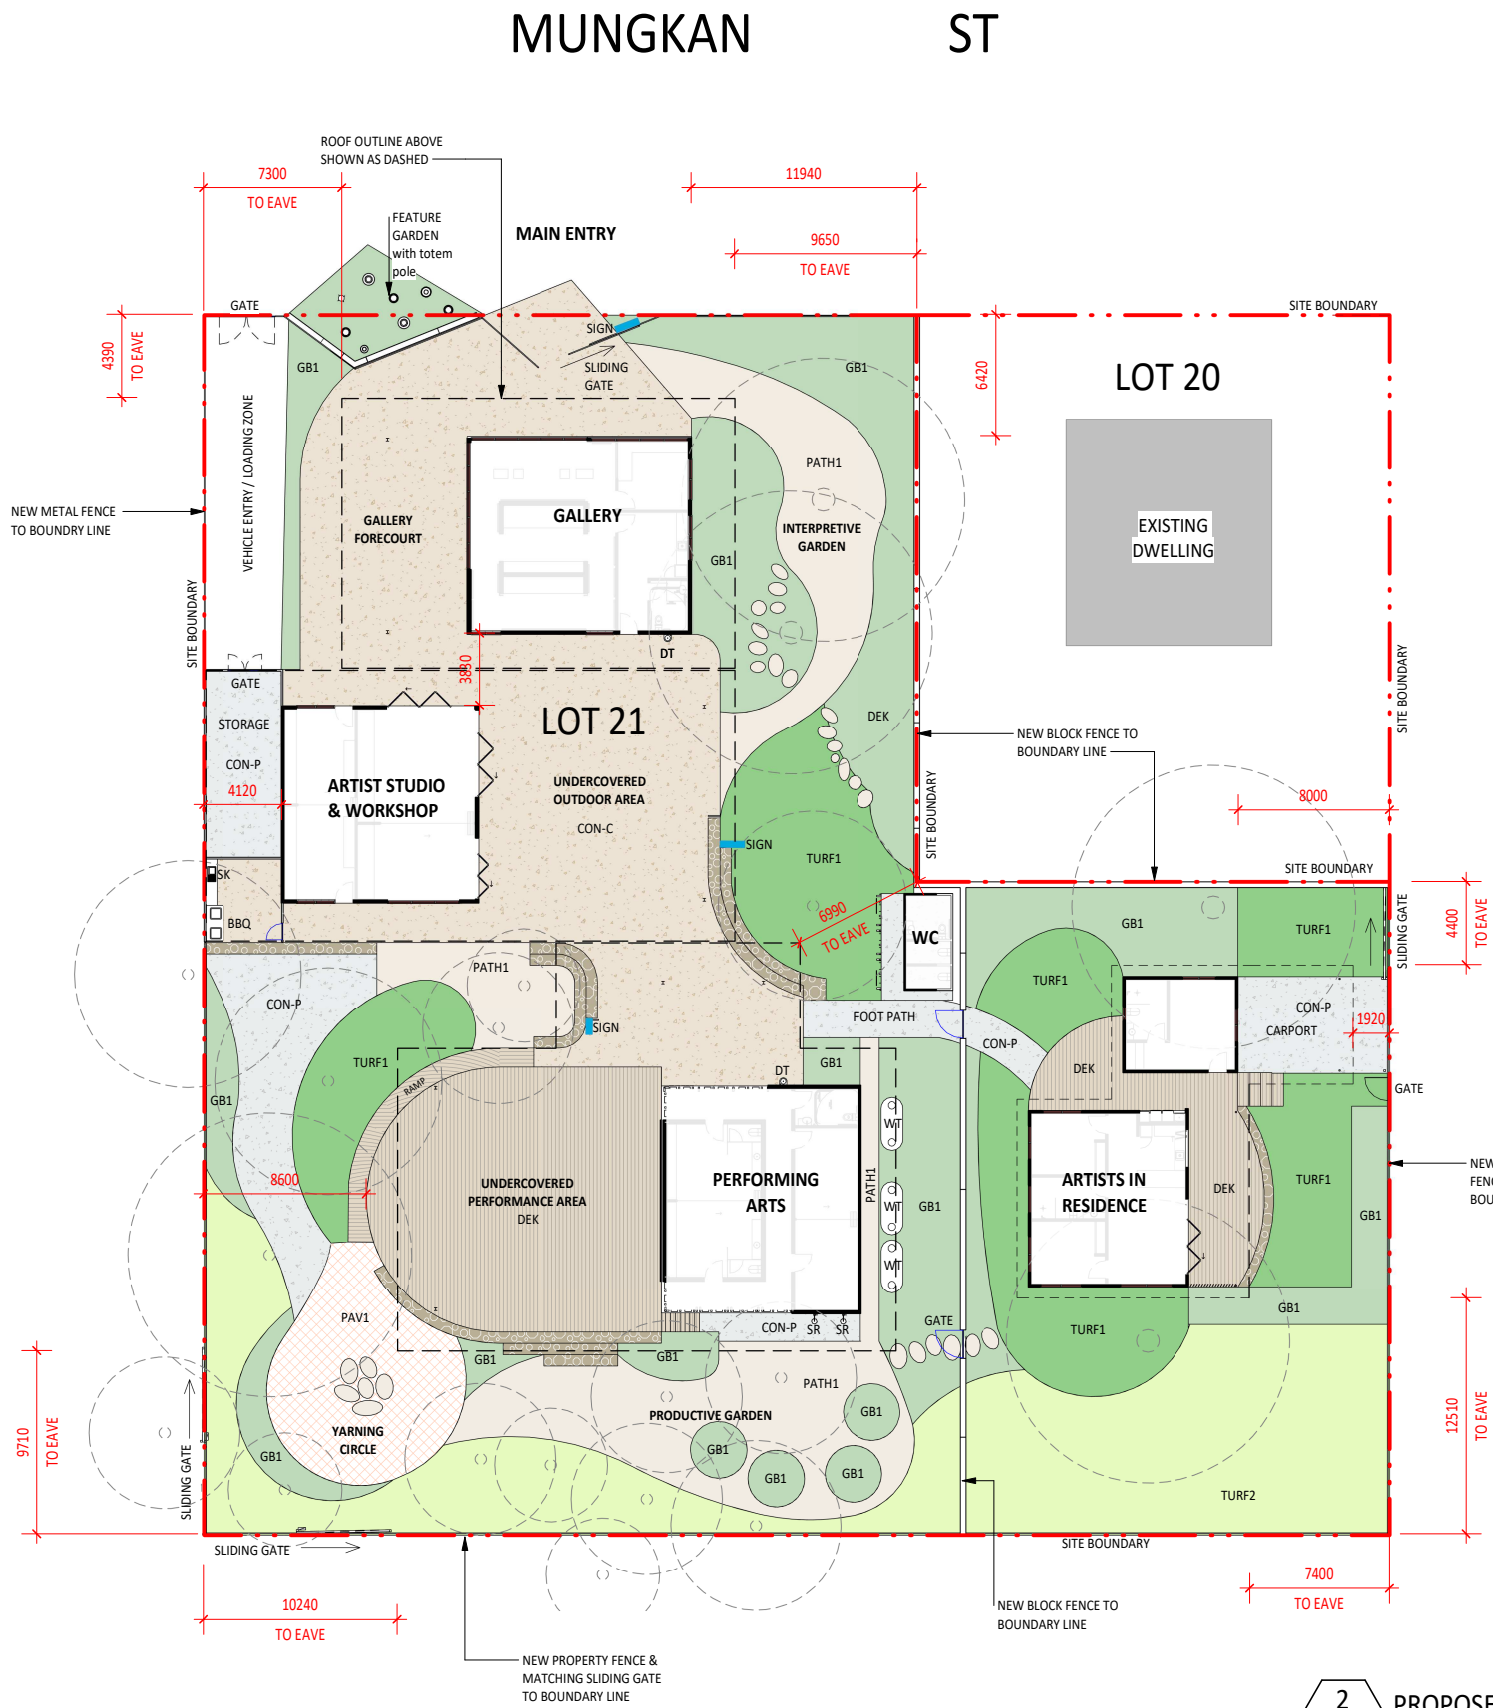 MUNGKAN ST
ROOF OUTLINE ABOVE
SHOWN AS DASHED
7300
TO EAVE
11940
FEATURE
GARDEN
with totem
pole
MAIN ENTRY
9650
TO EAVE
GATE
SITE BOUNDARY
4390
TO EAVE
SIGN
SLIDING
GATE
GB1
GB1
6420
LOT 20
VEHICLE ENTRY / LOADING ZONE
PATH1
NEW METAL FENCE
TO BOUNDRY LINE
GALLERY
FORECOURT
GALLERY
INTERPRETIVE
GARDEN
EXISTING
DWELLING
GB1
SITE BOUNDARY
DT
3830
GATE
STORAGE
CON-P
4120
LOT 21
DEK
NEW BLOCK FENCE TO
BOUNDARY LINE
SITE BOUNDARY
ARTIST STUDIO
& WORKSHOP
UNDERCOVERED
OUTDOOR AREA
CON-C
8000
SITE BOUNDARY
SIGN
TURF1
SITE BOUNDARY
SK
BBQ
6990
TO EAVE
WC
GB1
TURF1
SLIDING GATE
4400
TO EAVE
PATH1
TURF1
CON-P
SIGN
FOOT PATH
CON-P
CARPORT
1920
CON-P
TURF1
GB1
DEK
RAMP
DT
GATE
GB1
WT
8600
UNDERCOVERED
PERFORMANCE AREA
DEK
PERFORMING
ARTS
PATH1
WT
GB1
ARTISTS IN
RESIDENCE
DEK
TURF1
GB1
NEW
FENC
BOU
WT
PAV1
CON-P
SR
SR
GATE
GB1
TURF1
GB1
GB1
PATH1
9710
TO EAVE
SLIDING GATE
YARNING
CIRCLE
PRODUCTIVE GARDEN
GB1
GB1
GB1
GB1
GB1
12510
TO EAVE
TURF2
SLIDING GATE
SITE BOUNDARY
7400
TO EAVE
10240
TO EAVE
NEW BLOCK FENCE TO
BOUNDARY LINE
NEW PROPERTY FENCE &
MATCHING SLIDING GATE
TO BOUNDARY LINE
2
PROPOSE